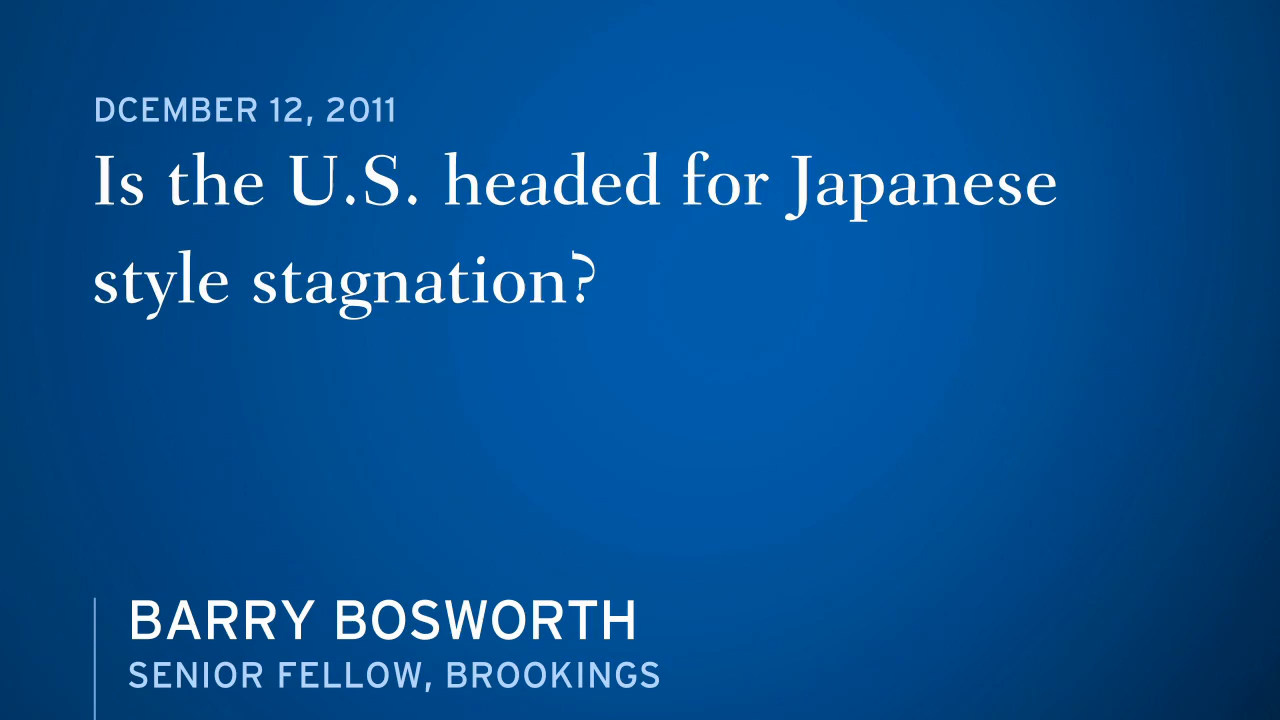 DCEMBER 12, 2011
Is the U.S. headed for Japanese
style stagnation?
BARRY BOSWORTH
SENIOR FELLOW, BROOKINGS